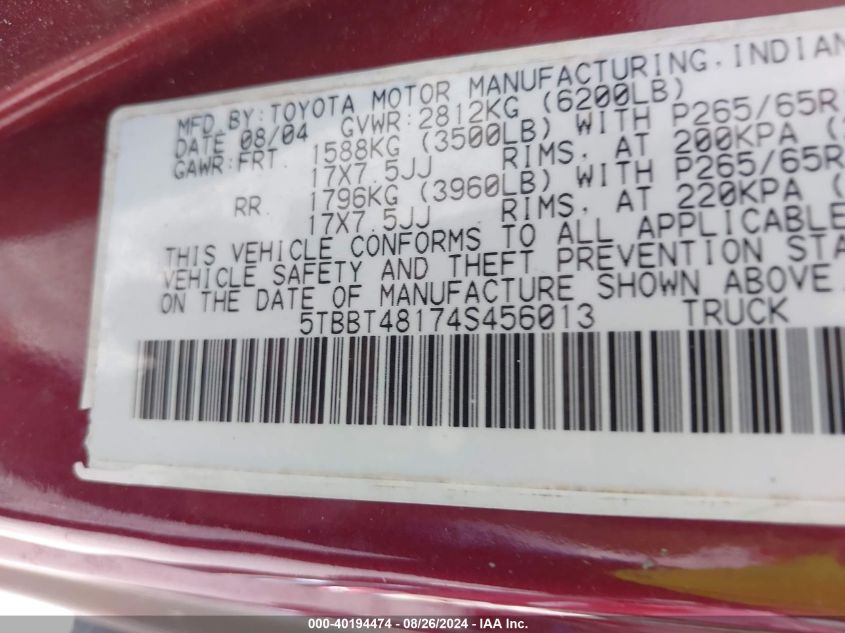 MFD BY:TOYOTA MOTOR MANUFACTURING,INDIAN
DATE 08/04 GVWR:2812KG (6200LB)
GAWR:FRT. 1588KG (3500LB) WITH P265/65R
17X7.5JJ RIMS, AT 200KPA (
RR. 1796KG (3960LB) WITH P265/65R
17X7.5JJ RIMS, AT 220KPA (
THIS VEHICLE CONFORMS TO ALL APPLICABLE
VEHICLE SAFETY AND THEFT PREVENTION STA
ON THE DATE OF MANUFACTURE SHOWN ABOVE.
5TBBT48174S456013 TRUCK
000-40194474 - 08/26/2024 - IAA Inc.